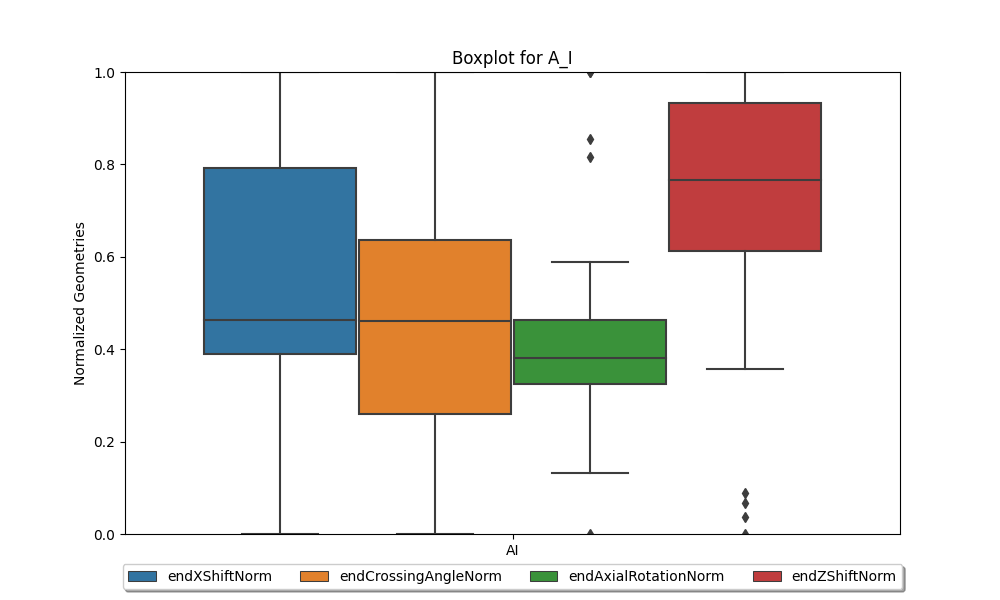 Boxplot for A_I
1.0
0.8
0.6
0.4
0.2
0.0
Normalized Geometries
AI
endXShiftNorm endCrossingAngleNorm endAxialRotationNorm endZShiftNorm